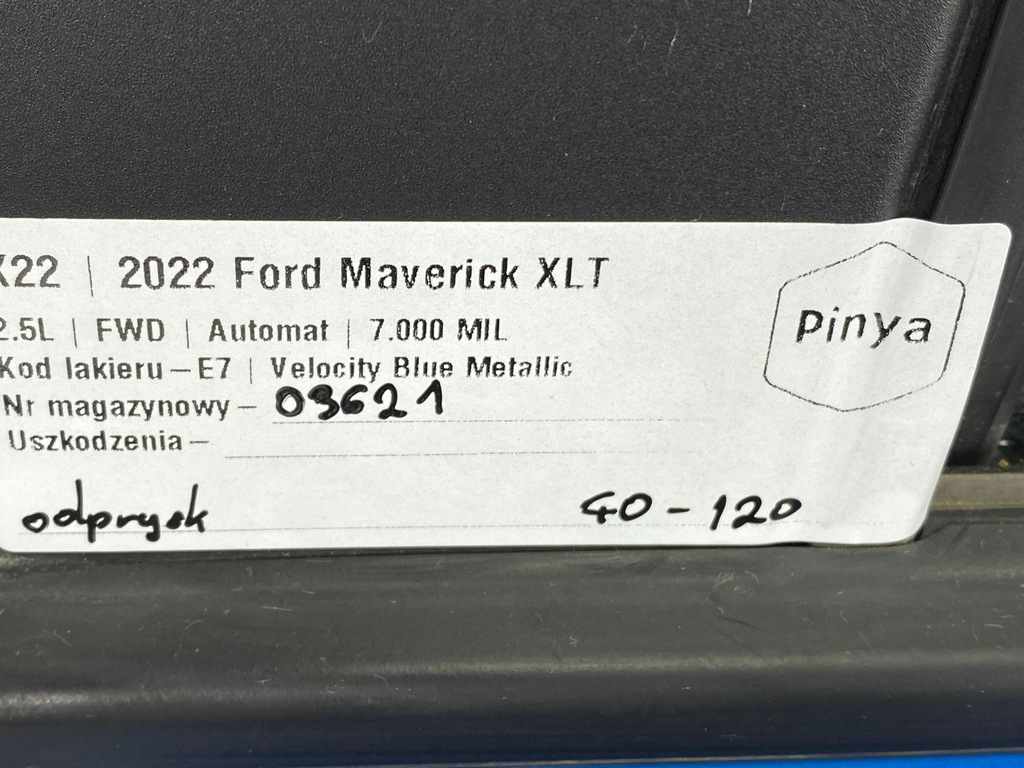 X22 | 2022 Ford Maverick XLT
2.5L | FWD | Automat | 7.000 MIL
Kod lakieru – E7 | Velocity Blue Metallic
Nr magazynowy – 09621
Uszkodzenia –
odprysk 40 - 120
Pinya